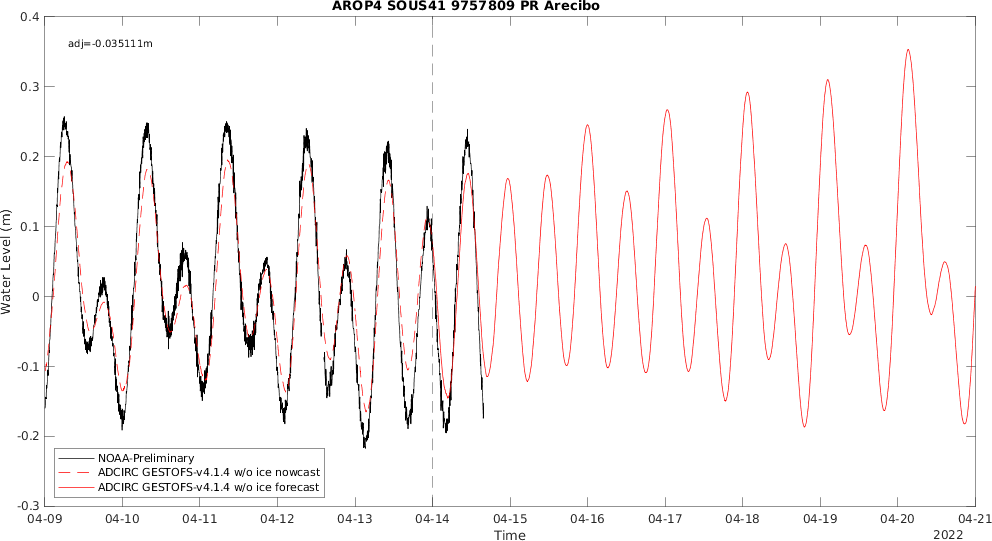 AROP4 SOUS41 9757809 PR Arecibo
adj=-0.035111m
Water Level (m)
0.4
0.3
0.2
0.1
0
-0.1
-0.2
-0.3
NOAA-Preliminary
ADCIRC GESTOFS-v4.1.4 w/o ice nowcast
ADCIRC GESTOFS-v4.1.4 w/o ice forecast
04-09 04-10 04-11 04-12 04-13 04-14 04-15 04-16 04-17 04-18 04-19 04-20 04-21
Time
2022